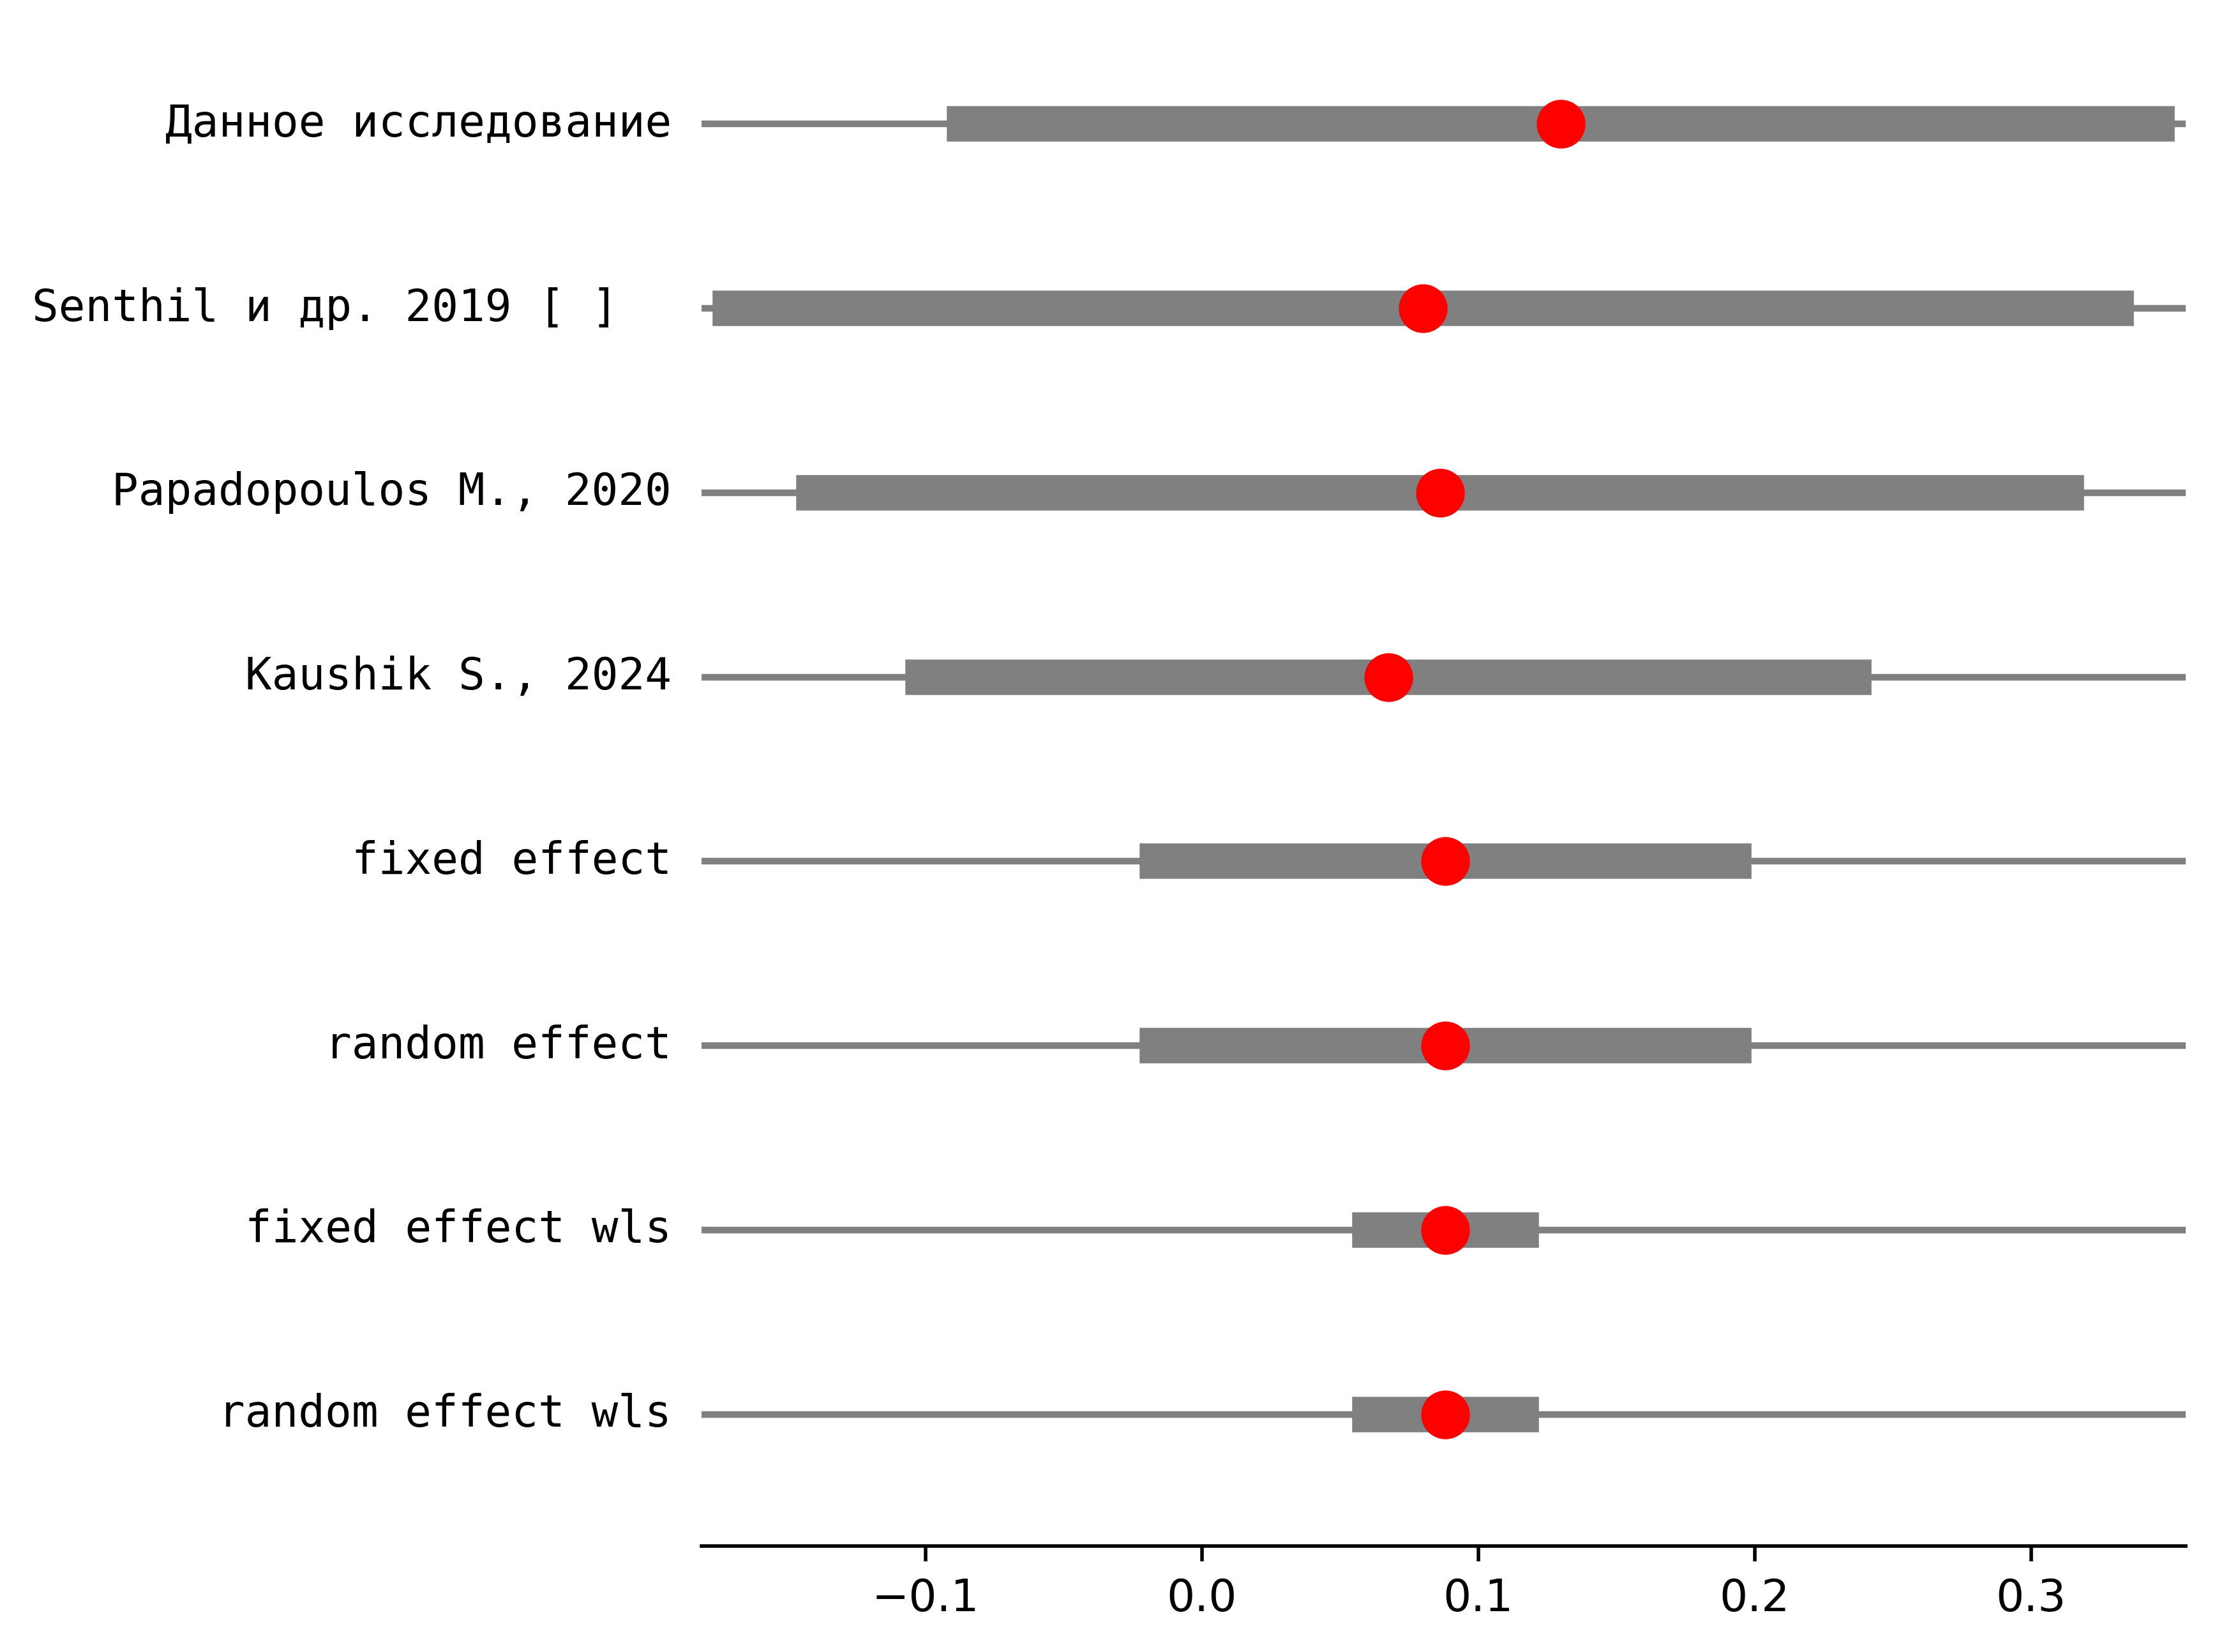 Данное исследование
Senthil и др. 2019 [ ]
Papadopoulos M., 2020
Kaushik S., 2024
fixed effect
random effect
fixed effect wls
random effect wls
−0.1 0.0 0.1 0.2 0.3